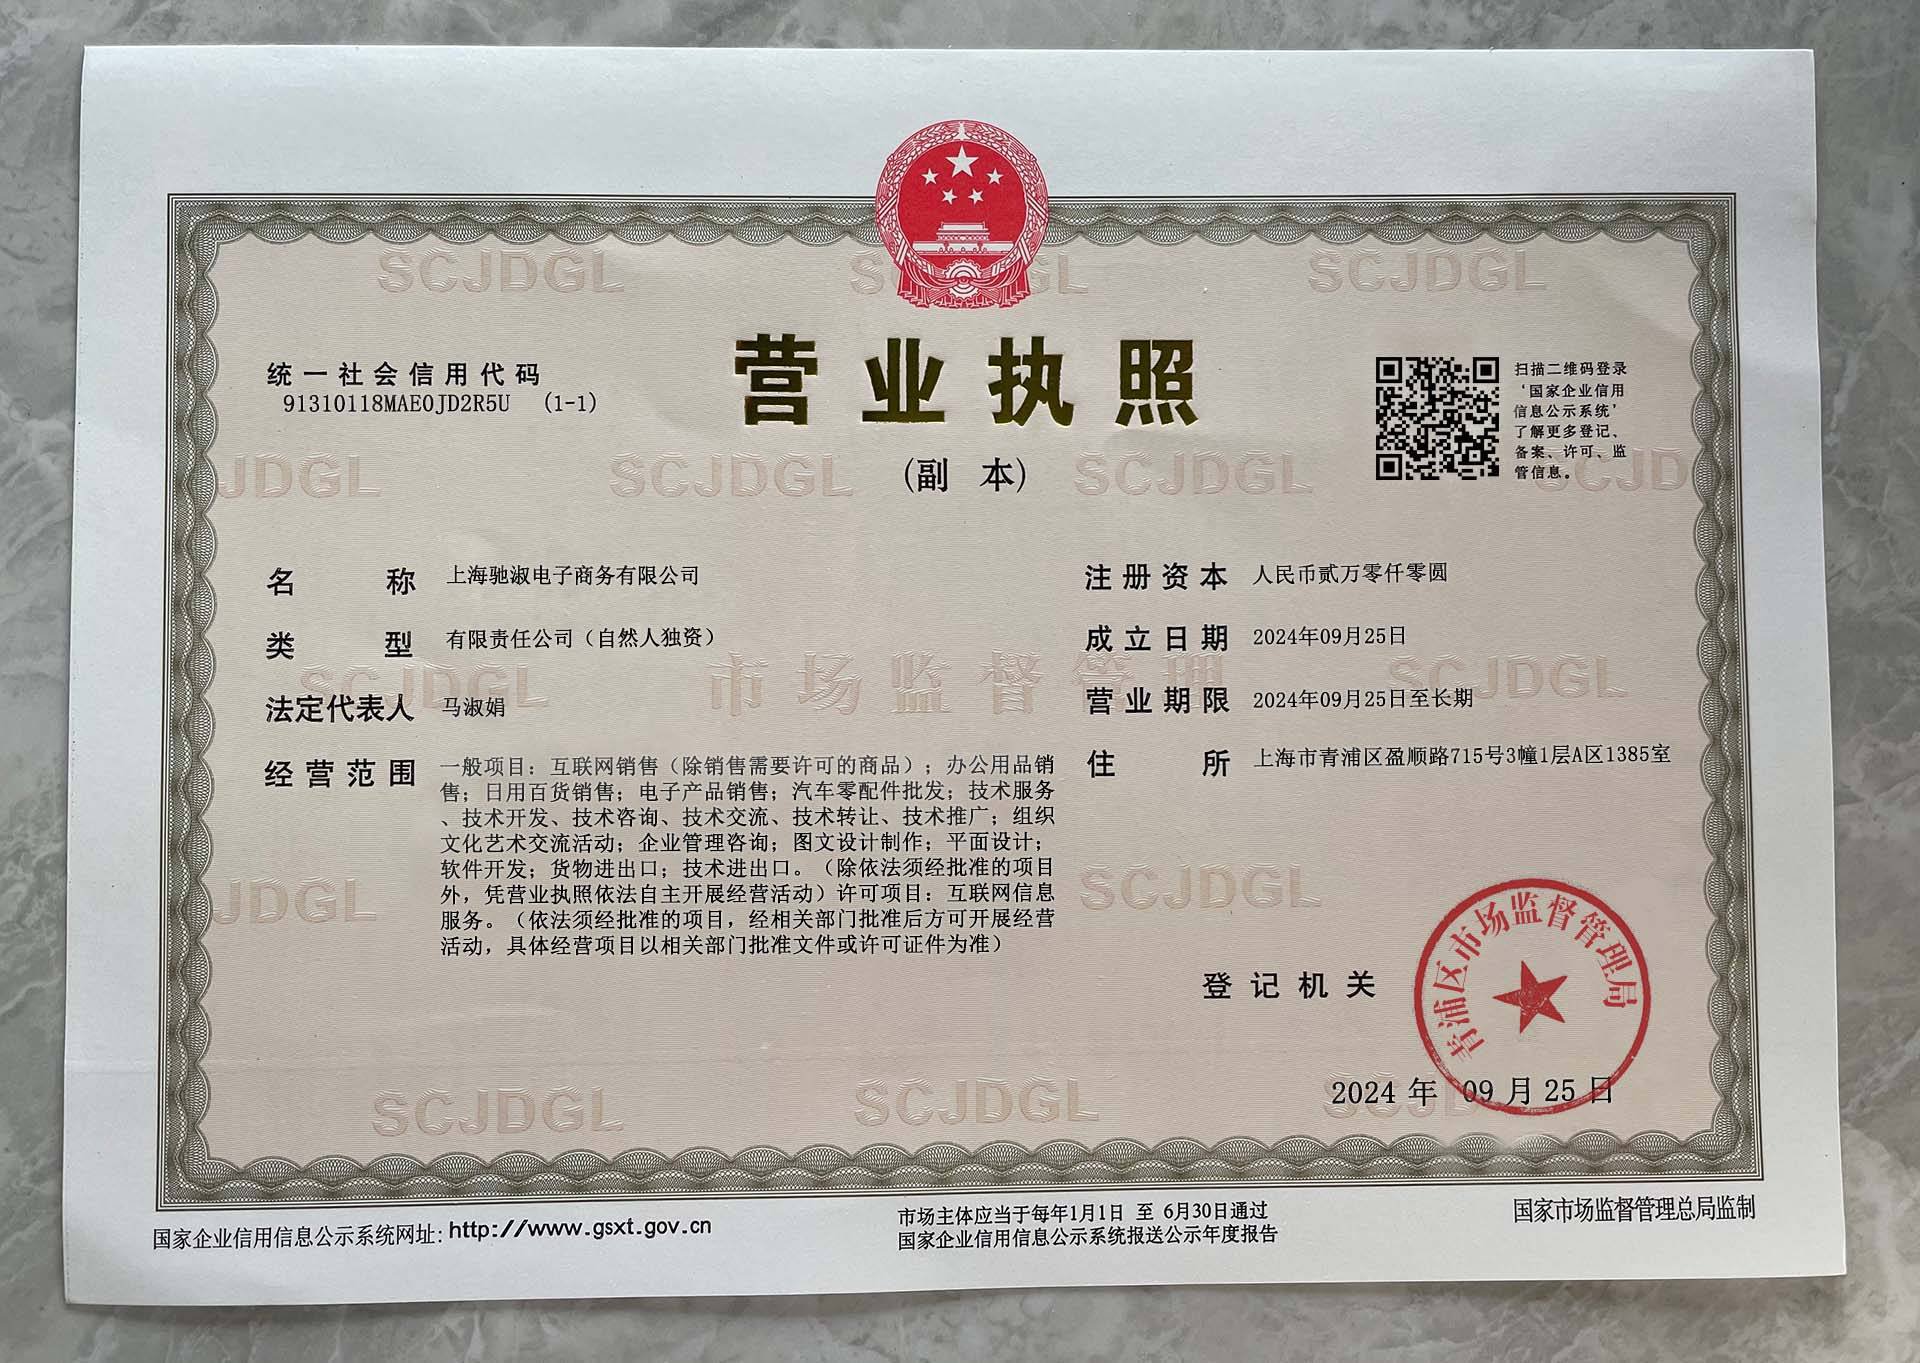 统一社会信用代码
91310118MAE0JD2R5U (1-1)
营业执照
(副 本)
扫描二维码登录
‘国家企业信用
信息公示系统’
了解更多登记、
备案、许可、监
管信息。
名 称 上海驰淑电子商务有限公司
类 型 有限责任公司（自然人独资）
法定代表人 马淑娟
经营范围 一般项目：互联网销售（除销售需要许可的商品）；办公用品销
售；日用百货销售；电子产品销售；汽车零配件批发；技术服务
、技术开发、技术咨询、技术交流、技术转让、技术推广；组织
文化艺术交流活动；企业管理咨询；图文设计制作；平面设计；
软件开发；货物进出口；技术进出口。（除依法须经批准的项目
外，凭营业执照依法自主开展经营活动）许可项目：互联网信息
服务。（依法须经批准的项目，经相关部门批准后方可开展经营
活动，具体经营项目以相关部门批准文件或许可证件为准）
注册资本 人民币贰万零仟零圆
成立日期 2024年09月25日
营业期限 2024年09月25日至长期
住 所 上海市青浦区盈顺路715号3幢1层A区1385室
登记机关
青浦区市场监督管理局
2024 年 09 月 25 日
SCJDGL
SCJDGL
SCJDGL
JDGL
SCJDGL
SCJDGL
SCJD
SCJDGL
市场监督管理
SCJDGL
JDGL
SCJDGL
SCJDGL
SCJDGL
SCJDGL
国家企业信用信息公示系统网址: http://www.gsxt.gov.cn
市场主体应当于每年1月1日 至 6月30日通过
国家企业信用信息公示系统报送公示年度报告
国家市场监督管理总局监制